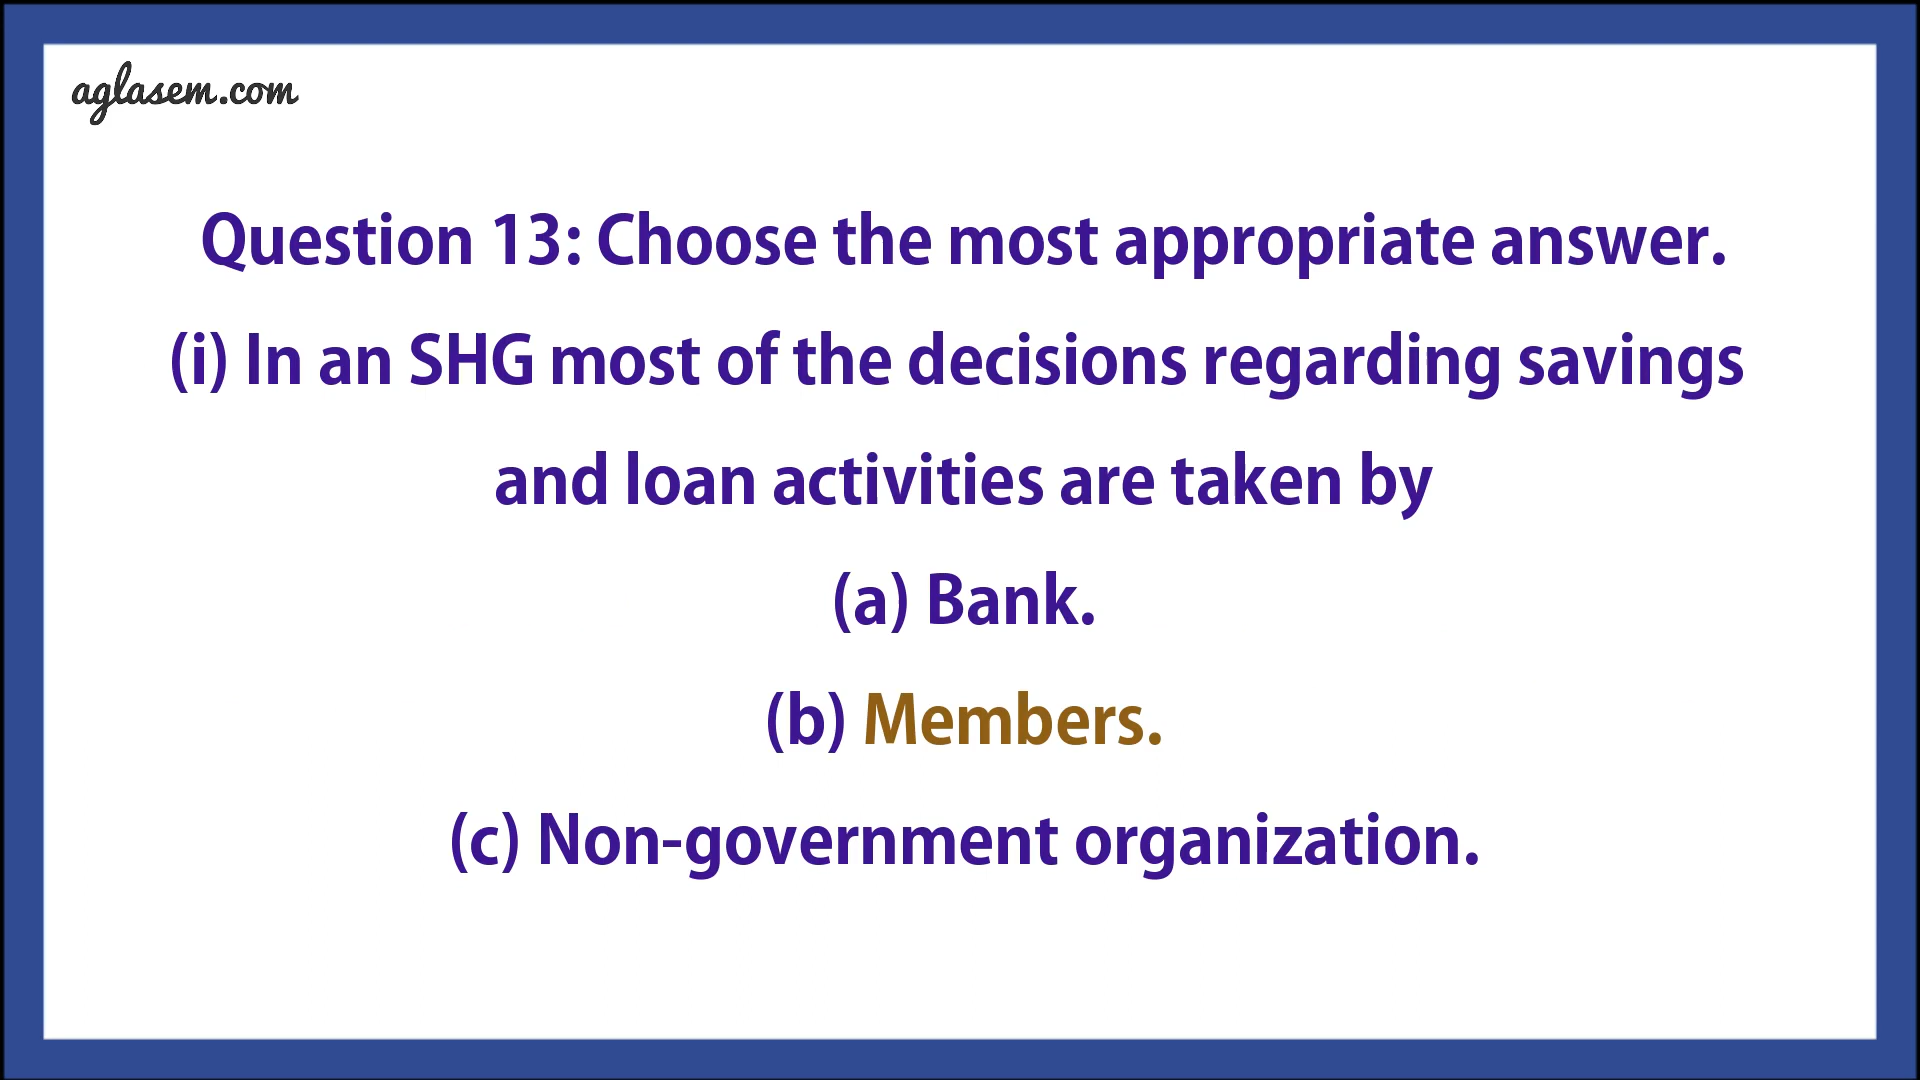 aglasem.com
Question 13: Choose the most appropriate answer.
(i) In an SHG most of the decisions regarding savings
and loan activities are taken by
(a) Bank.
(b) Members.
(c) Non-government organization.